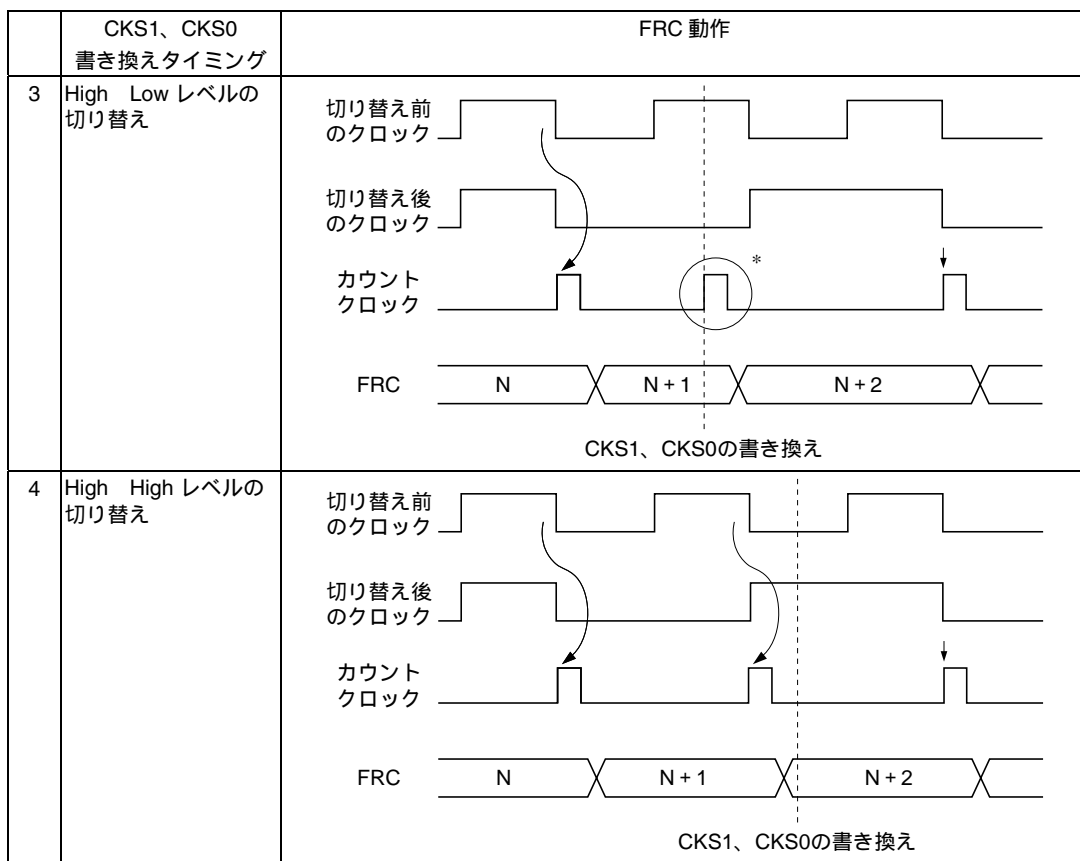 CKS1、CKS0
書き換えタイミング
FRC 動作
3
High Low レベルの
切り替え
切り替え前
のクロック
切り替え後
のクロック
カウント
クロック
*
FRC
N
N + 1
N + 2
CKS1、CKS0の書き換え
4
High High レベルの
切り替え
切り替え前
のクロック
切り替え後
のクロック
カウント
クロック
FRC
N
N + 1
N + 2
CKS1、CKS0の書き換え